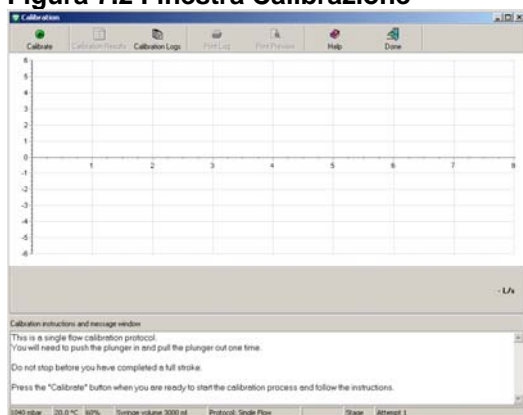 Figura 7.2 Finestra Calibrazione
Calibration
Calibrate Calibration Results Calibration Logs Print Log Print Preview Help Done
6
5
4
3
2
1
0
1 2 3 4 5 6 7 8
-1
-2
-3
-4
-5
-6
- L/s
Calibration instructions and message window
This is a single flow calibration protocol.
You will need to push the plunger in and pull the plunger out one time.
Do not stop before you have completed a full stroke.
Press the "Calibrate" button when you are ready to start the calibration process and follow the instructions.
1040 mbar 20.0 °C 60% Syringe volume 3000 ml Protocol: Single Flow Stage Attempt 1